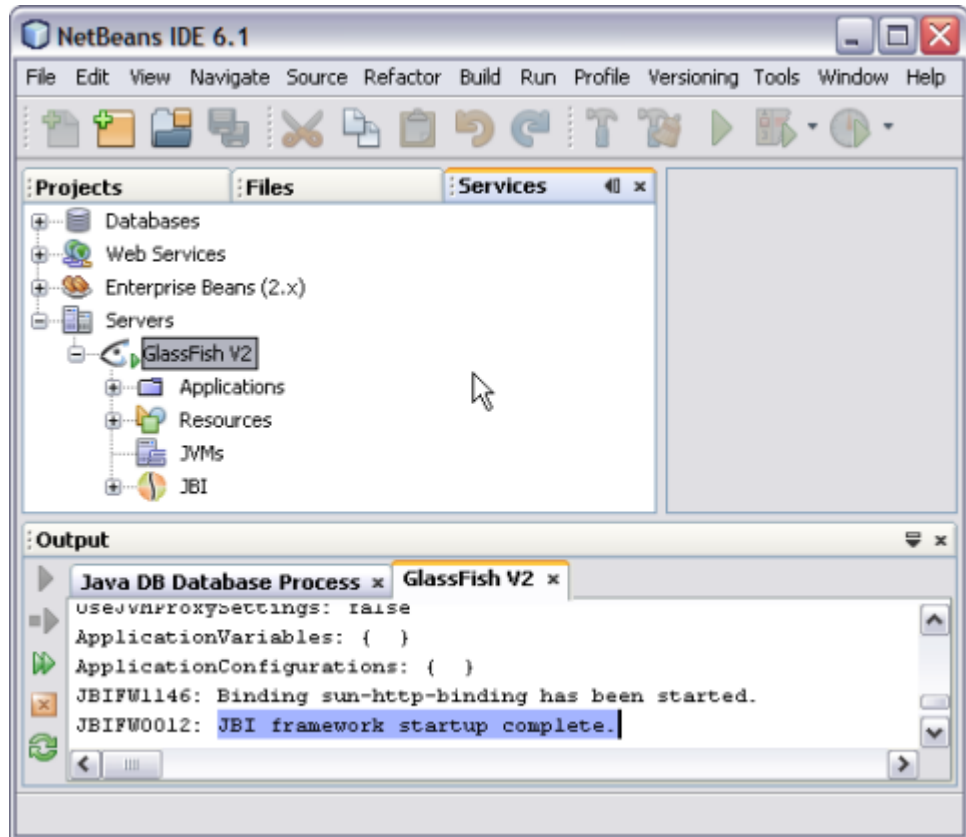 NetBeans IDE 6.1
File Edit View Navigate Source Refactor Build Run Profile Versioning Tools Window Help
Projects Files Services
Databases
Web Services
Enterprise Beans (2.x)
Servers
GlassFish V2
Applications
Resources
JVMs
JBI
Output
Java DB Database Process GlassFish V2
UseJVMProxySettings: false
ApplicationVariables: { }
ApplicationConfigurations: { }
JBIFW1146: Binding sun-http-binding has been started.
JBIFW0012: JBI framework startup complete.